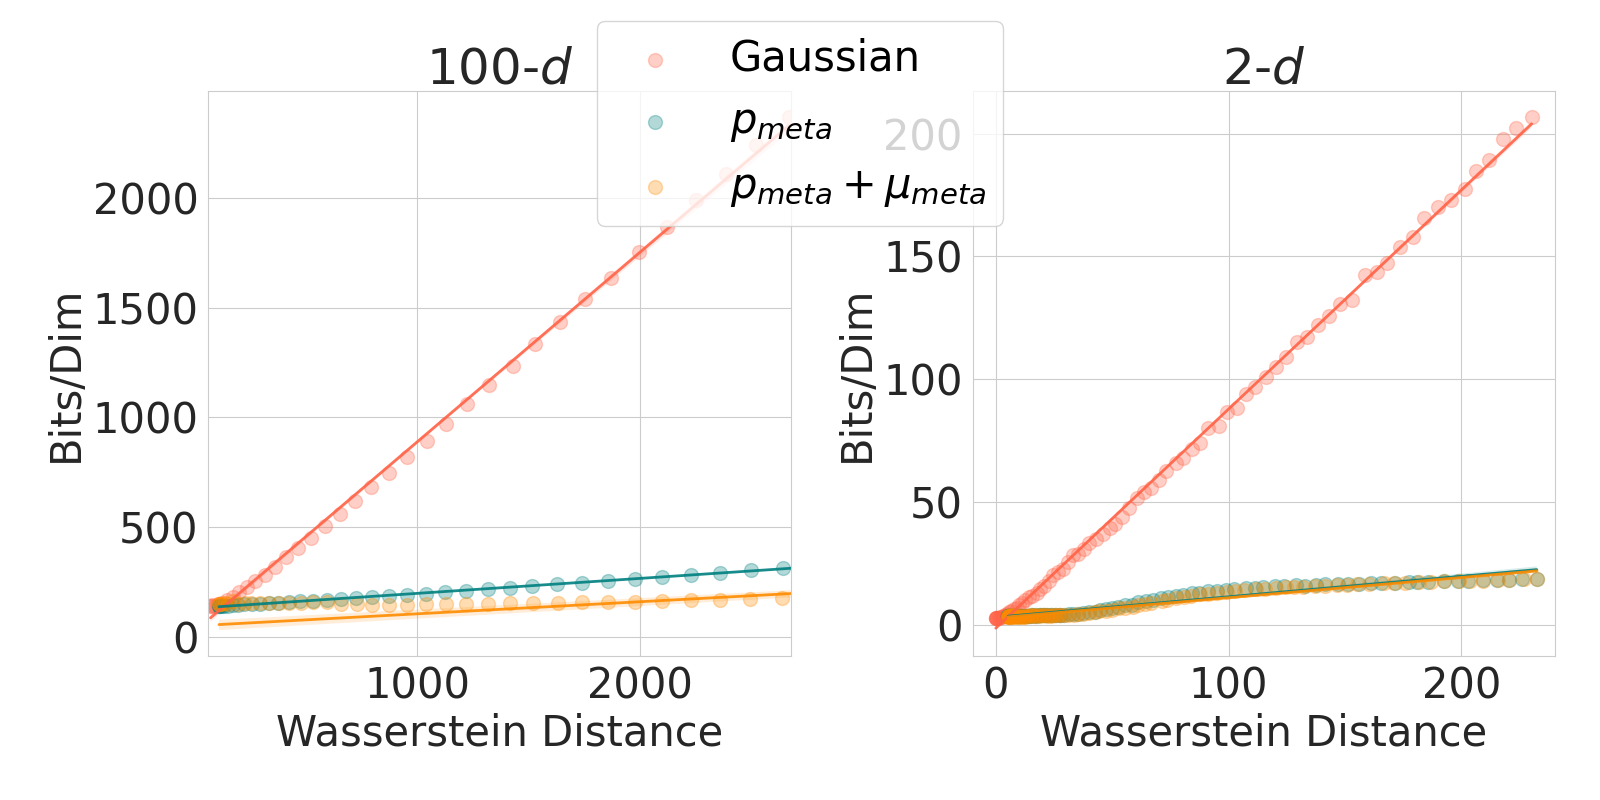 100-d
Gaussian
p_meta
p_meta + μ_meta
2-d
Bits/Dim
2000
1500
1000
500
0
1000 2000
Wasserstein Distance
Bits/Dim
200
150
100
50
0
0 100 200
Wasserstein Distance